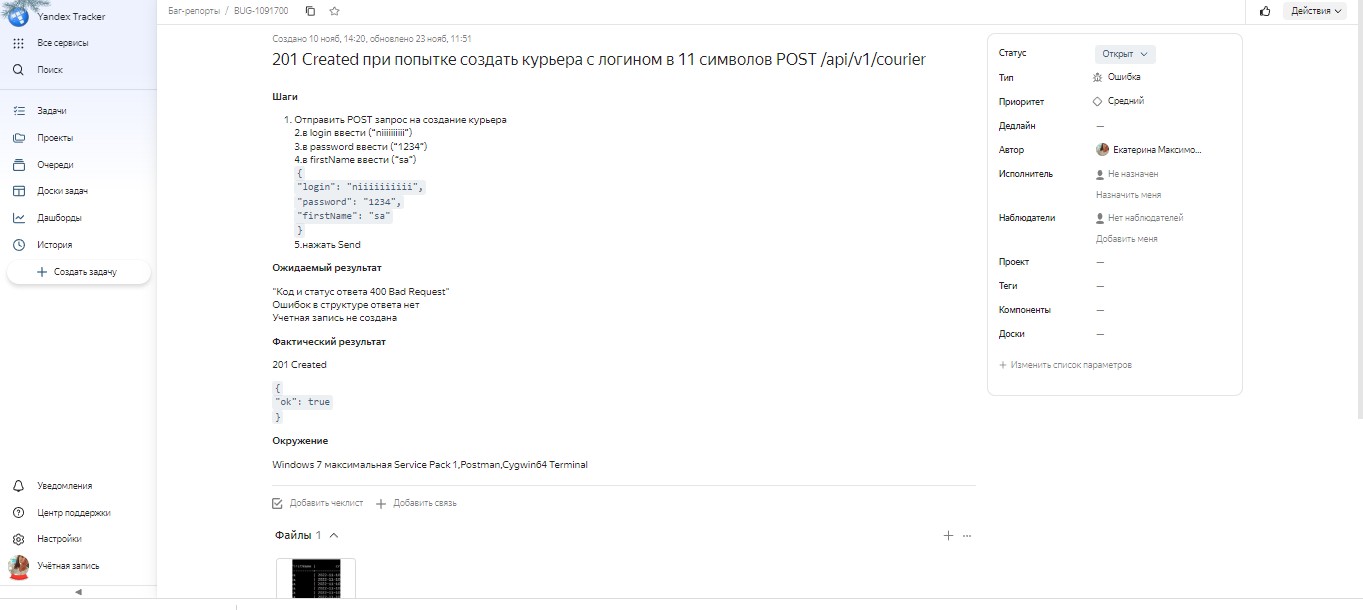 Yandex Tracker
Все сервисы
Поиск
Задачи
Проекты
Очереди
Доски задач
Дашборды
История
Создать задачу
Уведомления
Центр поддержки
Настройки
Учётная запись
Баг-репорты / BUG-1091700
Действия
Создано 10 нояб, 14:20, обновлено 23 нояб, 11:51
201 Created при попытке создать курьера с логином в 11 символов POST /api/v1/courier
Шаги
1. Отправить POST запрос на создание курьера
2.в login ввести ("niiiiiiiiii")
3.в password ввести ("1234")
4.в firstName ввести ("sa")
{
"login": "niiiiiiiiii",
"password": "1234",
"firstName": "sa"
}
5.нажать Send
Ожидаемый результат
"Код и статус ответа 400 Bad Request"
Ошибок в структуре ответа нет
Учетная запись не создана
Фактический результат
201 Created
{
"ok": true
}
Окружение
Windows 7 максимальная Service Pack 1,Postman,Cygwin64 Terminal
Добавить чеклист
Добавить связь
Файлы 1
Статус Открыт
Тип Ошибка
Приоритет Средний
Дедлайн —
Автор Екатерина Максимо...
Исполнитель Не назначен
Назначить меня
Наблюдатели Нет наблюдателей
Добавить меня
Проект —
Теги —
Компоненты —
Доски —
Изменить список параметров